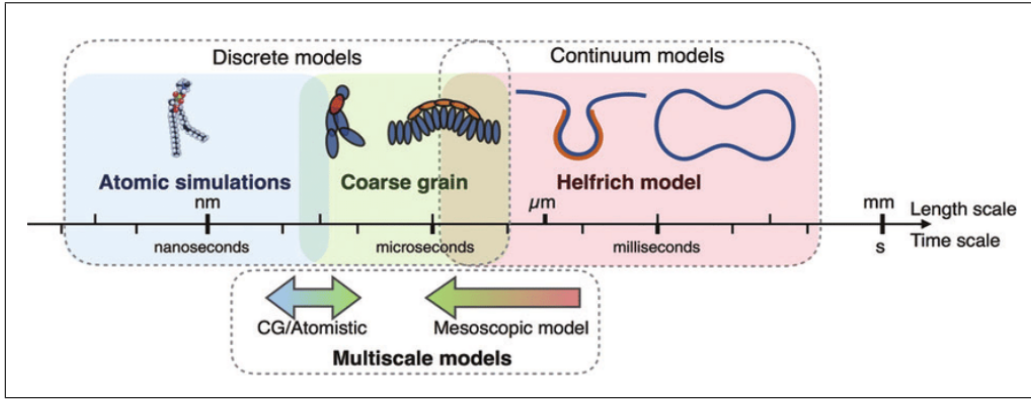 Discrete models
Continuum models
Atomic simulations
Coarse grain
Helfrich model
nm
μm
mm
Length scale
nanoseconds
microseconds
milliseconds
s
Time scale
CG/Atomistic
Mesoscopic model
Multiscale models